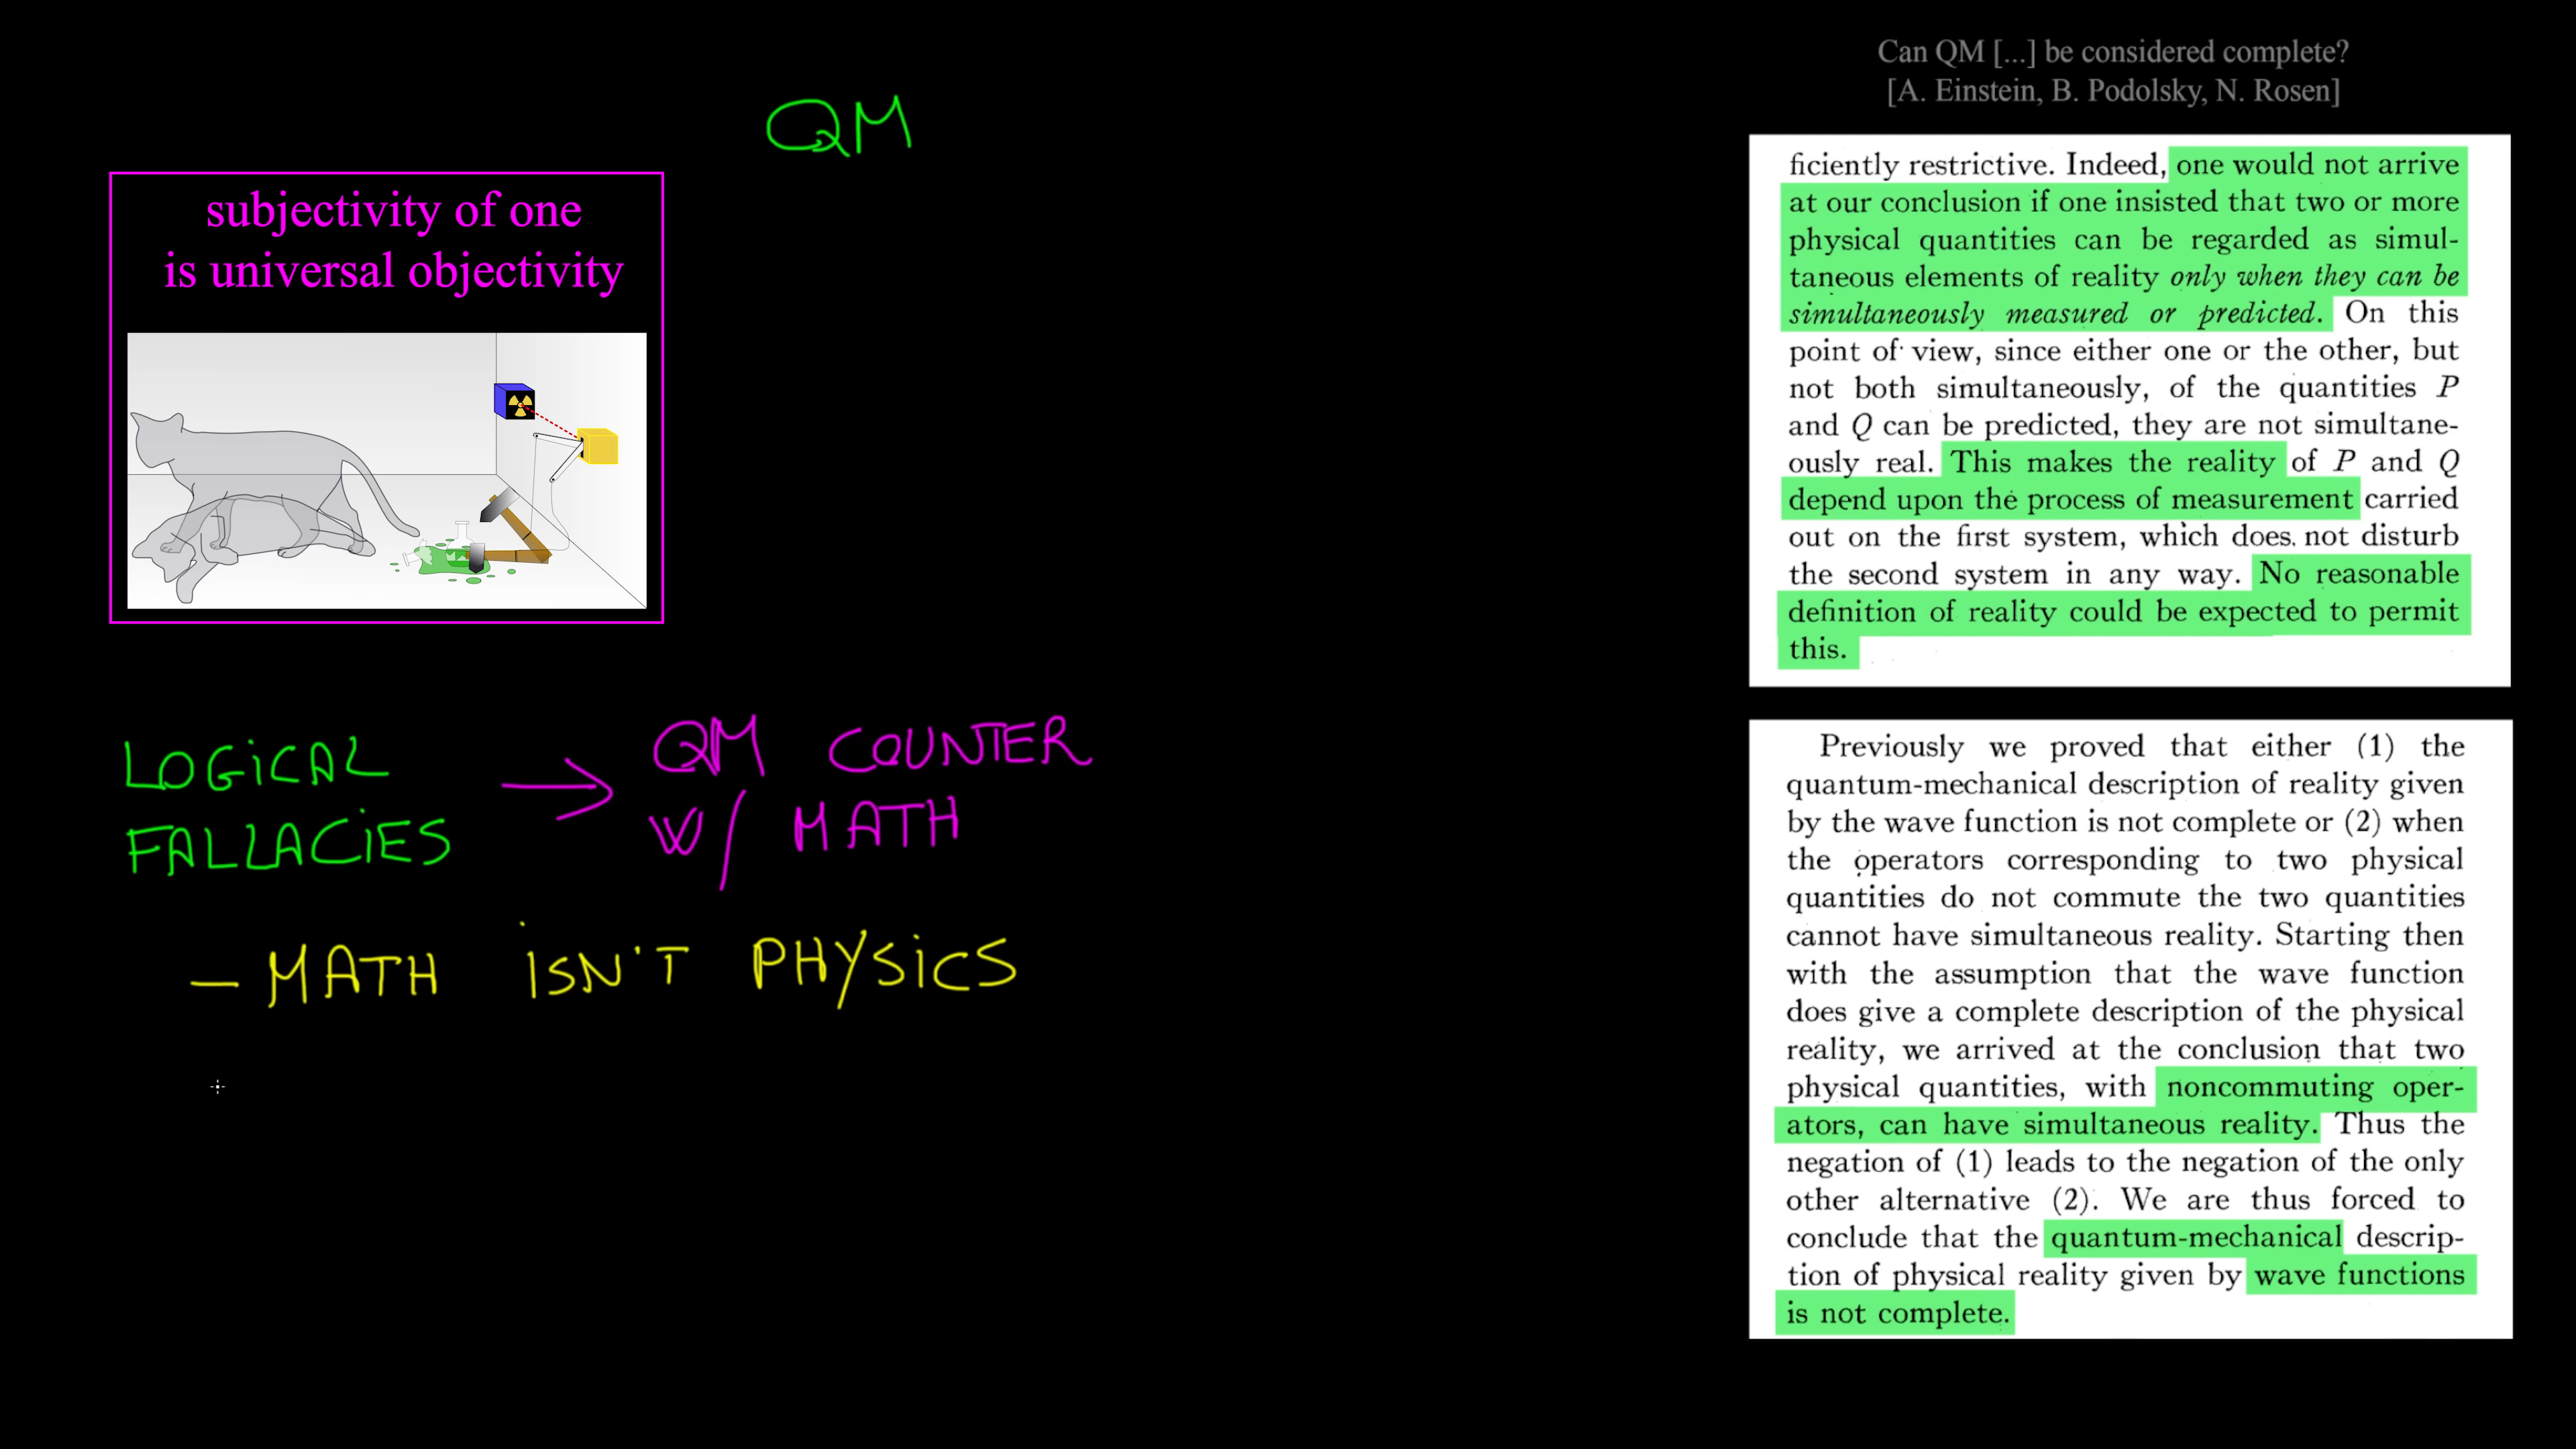 QM
subjectivity of one
is universal objectivity
LOGICAL
FALLACIES
QM COUNTER
W/ MATH
- MATH ISN'T PHYSICS
Can QM [...] be considered complete?
[A. Einstein, B. Podolsky, N. Rosen]
ficiently restrictive. Indeed, one would not arrive
at our conclusion if one insisted that two or more
physical quantities can be regarded as simul-
taneous elements of reality only when they can be
simultaneously measured or predicted. On this
point of view, since either one or the other, but
not both simultaneously, of the quantities P
and Q can be predicted, they are not simultane-
ously real. This makes the reality of P and Q
depend upon the process of measurement carried
out on the first system, which does not disturb
the second system in any way. No reasonable
definition of reality could be expected to permit
this.
Previously we proved that either (1) the
quantum-mechanical description of reality given
by the wave function is not complete or (2) when
the operators corresponding to two physical
quantities do not commute the two quantities
cannot have simultaneous reality. Starting then
with the assumption that the wave function
does give a complete description of the physical
reality, we arrived at the conclusion that two
physical quantities, with noncommuting oper-
ators, can have simultaneous reality. Thus the
negation of (1) leads to the negation of the only
other alternative (2). We are thus forced to
conclude that the quantum-mechanical descrip-
tion of physical reality given by wave functions
is not complete.